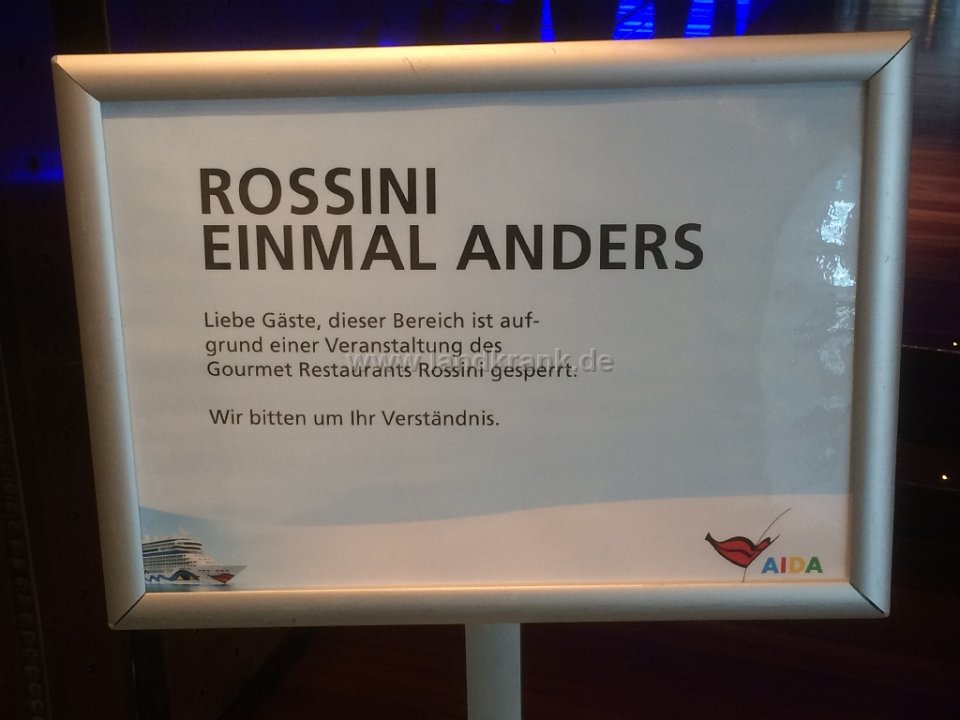 ROSSINI
EINMAL ANDERS
Liebe Gäste, dieser Bereich ist auf-
grund einer Veranstaltung des
www.landkrank.de
Gourmet Restaurants Rossini gesperrt.
Wir bitten um Ihr Verständnis.
AIDA